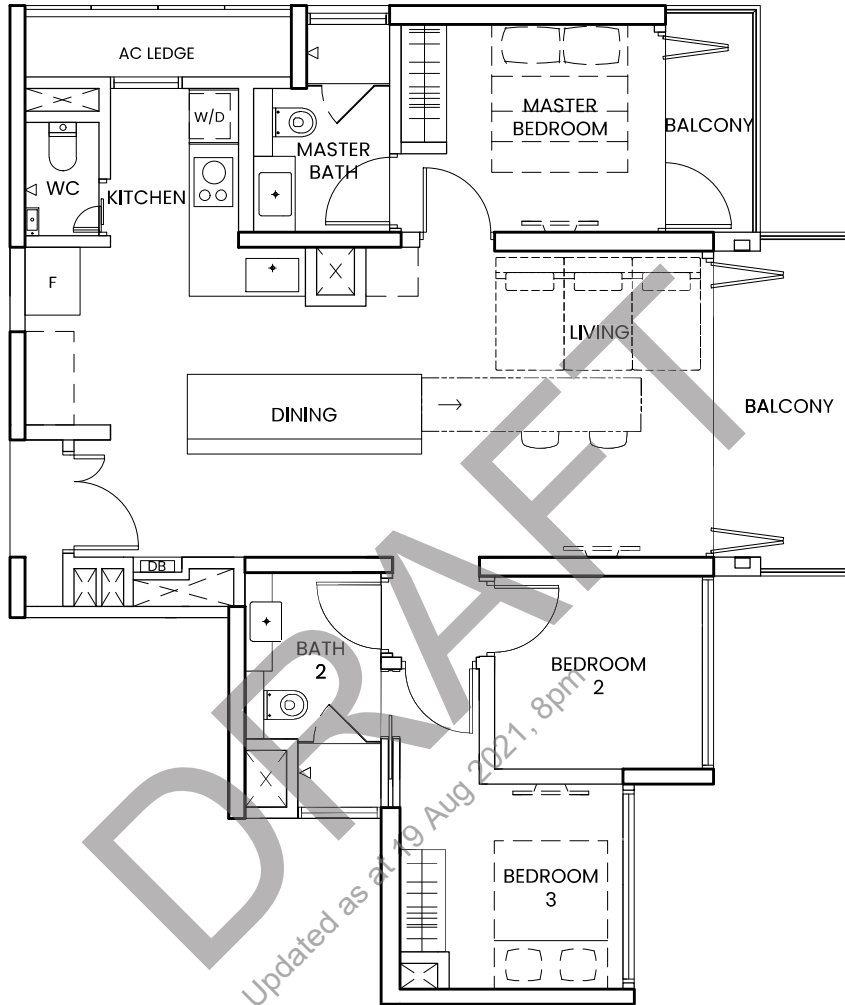 AC LEDGE
W/D
MASTER
BEDROOM
BALCONY
MASTER
BATH
WC
KITCHEN
F
LIVING
DINING
BALCONY
DB
BATH
2
BEDROOM
2
BEDROOM
3
DRAFT
Updated as at 19 Aug 2021, 8pm